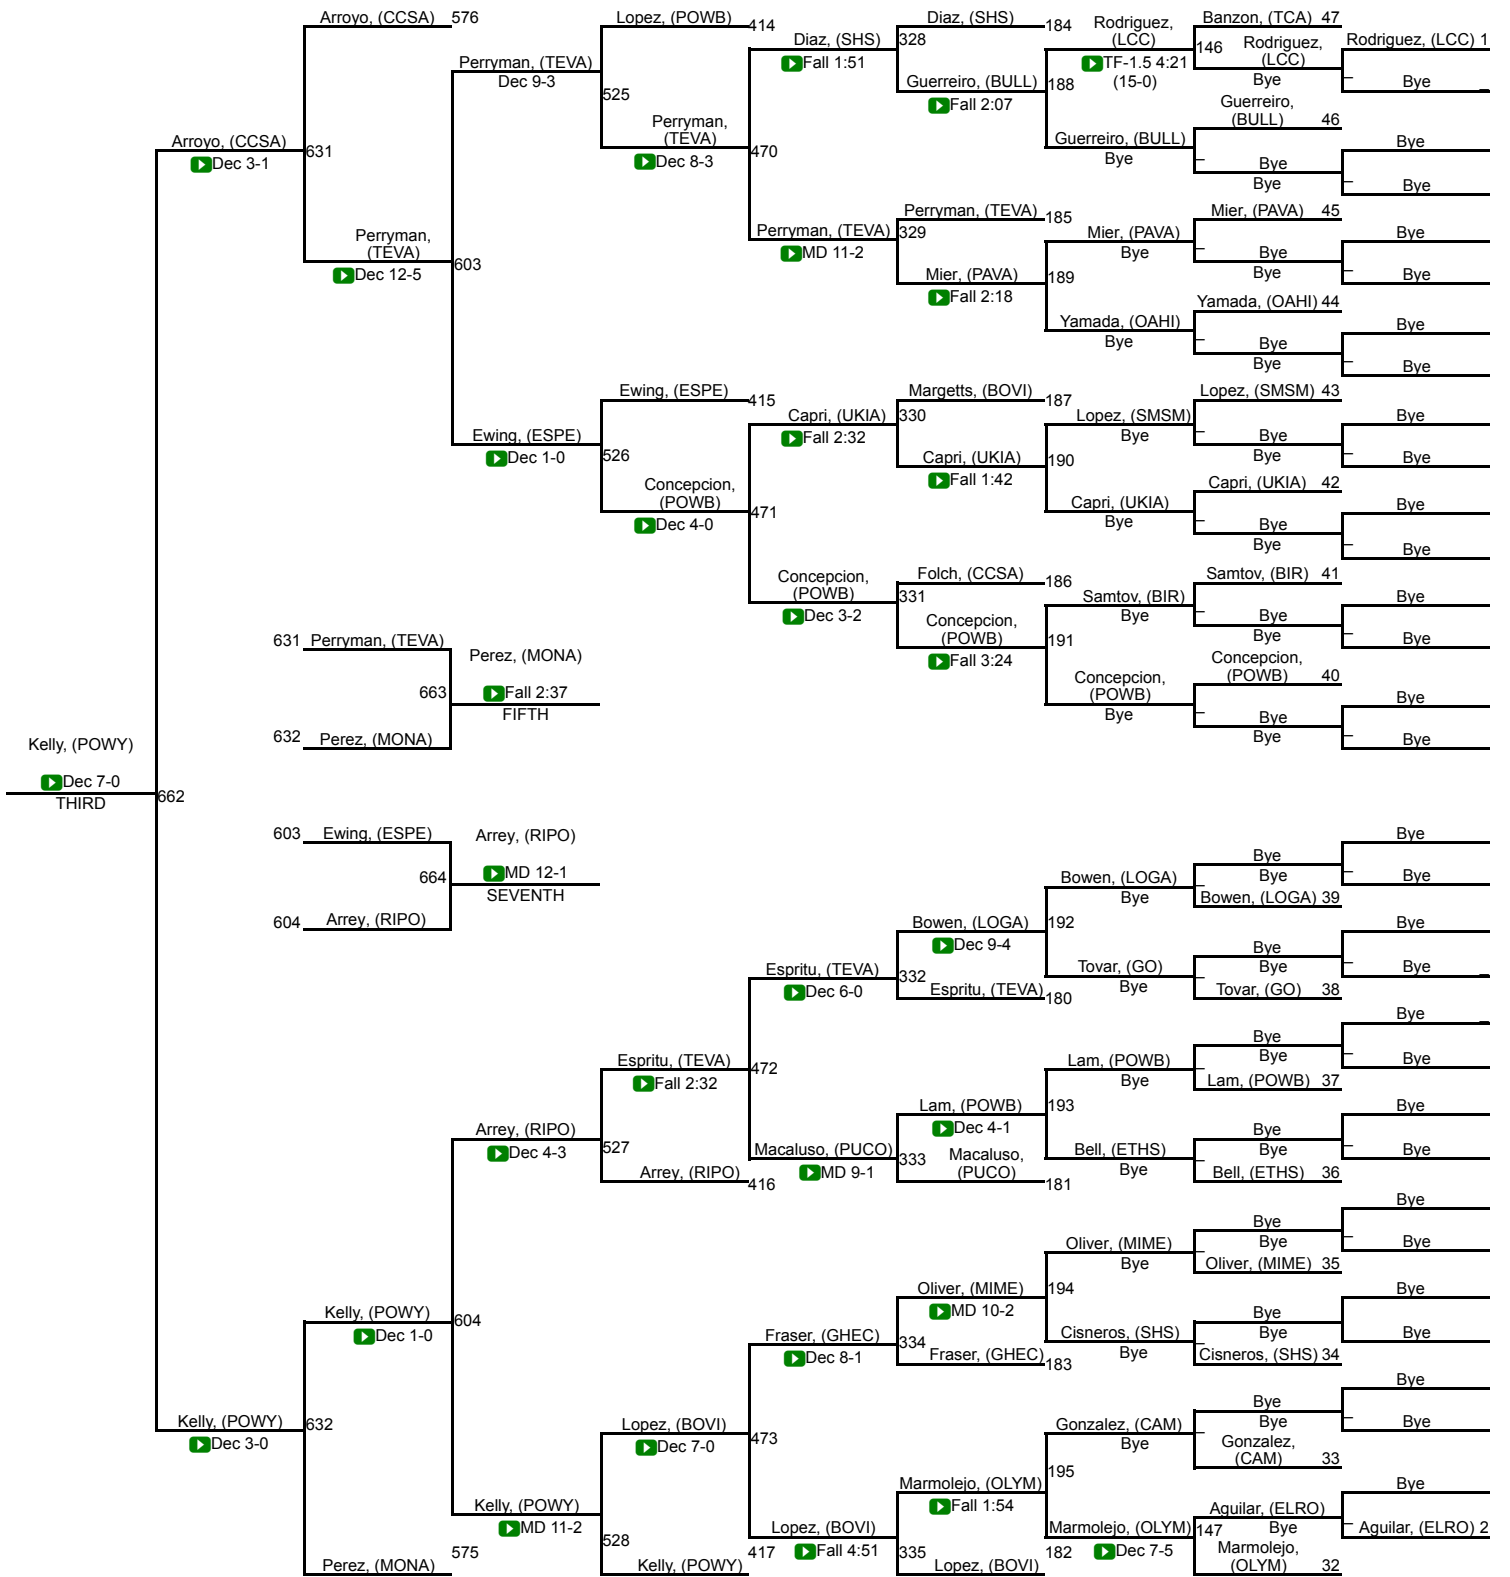 Arroyo, (CCSA) 576
Lopez, (POWB)
414
Diaz, (SHS)
184
Rodriguez,
(LCC)
Banzon, (TCA) 47
Diaz, (SHS)
328
146
Rodriguez,
(LCC)
Rodriguez, (LCC) 1
Perryman, (TEVA)
Dec 9-3
Fall 1:51
TF-1.5 4:21
(15-0)
Bye
Bye
525
Guerreiro, (BULL)
188
Fall 2:07
Guerreiro,
(BULL) 46
Perryman,
(TEVA)
Dec 8-3
470
Guerreiro, (BULL)
Bye
Bye
Bye
Bye
Bye
Arroyo, (CCSA)
Dec 3-1
631
Perryman, (TEVA)
185
Mier, (PAVA) 45
Perryman, (TEVA)
329
MD 11-2
Mier, (PAVA)
Bye
Bye
Bye
Bye
Bye
Perryman,
(TEVA)
Dec 12-5
603
Mier, (PAVA)
189
Fall 2:18
Yamada, (OAHI) 44
Yamada, (OAHI)
Bye
Bye
Bye
Bye
Bye
Ewing, (ESPE)
415
Margetts, (BOVI)
187
Lopez, (SMSM) 43
Capri, (UKIA)
330
Fall 2:32
Lopez, (SMSM)
Bye
Bye
Bye
Bye
Bye
Ewing, (ESPE)
Dec 1-0
526
Capri, (UKIA)
190
Fall 1:42
Capri, (UKIA) 42
Concepcion,
(POWB)
Dec 4-0
471
Capri, (UKIA)
Bye
Bye
Bye
Bye
Bye
Folch, (CCSA)
186
Samtov, (BIR) 41
Concepcion,
(POWB)
Dec 3-2
331
Samtov, (BIR)
Bye
Bye
Bye
Bye
Bye
Concepcion,
(POWB)
Fall 3:24
191
Concepcion,
(POWB) 40
Concepcion,
(POWB)
Bye
Bye
Bye
Bye
Bye
631 Perryman, (TEVA)
663
Perez, (MONA)
Fall 2:37
FIFTH
632 Perez, (MONA)
Kelly, (POWY)
Dec 7-0
THIRD
662
603 Ewing, (ESPE)
664
Arrey, (RIPO)
MD 12-1
SEVENTH
604 Arrey, (RIPO)
Bye
Bye
Bye
Bye
Bowen, (LOGA)
Bye
Bowen, (LOGA) 39
Bowen, (LOGA)
Dec 9-4
192
Bye
Bye
Bye
Bye
Espritu, (TEVA)
Dec 6-0
332
Espritu, (TEVA)
180
Tovar, (GO)
Bye
Tovar, (GO) 38
Bye
Bye
Bye
Bye
Espritu, (TEVA)
Fall 2:32
472
Lam, (POWB)
Bye
Lam, (POWB) 37
Lam, (POWB)
Dec 4-1
193
Bye
Bye
Bye
Bye
Arrey, (RIPO)
Dec 4-3
527
Arrey, (RIPO)
416
Macaluso, (PUCO)
MD 9-1
333
Macaluso,
(PUCO)
181
Bell, (ETHS)
Bye
Bell, (ETHS) 36
Bye
Bye
Bye
Bye
Oliver, (MIME)
Bye
Oliver, (MIME) 35
Oliver, (MIME)
MD 10-2
194
Bye
Bye
Bye
Bye
Kelly, (POWY)
Dec 1-0
604
Fraser, (GHEC)
Dec 8-1
334
Fraser, (GHEC)
183
Cisneros, (SHS)
Bye
Cisneros, (SHS) 34
Bye
Bye
Bye
Bye
Kelly, (POWY)
Dec 3-0
632
Lopez, (BOVI)
Dec 7-0
473
Gonzalez, (CAM)
Bye
Gonzalez,
(CAM) 33
Marmolejo, (OLYM)
Fall 1:54
195
Bye
Kelly, (POWY)
MD 11-2
528
Lopez, (BOVI)
Fall 4:51
335
Marmolejo, (OLYM)
Dec 7-5
147
Aguilar, (ELRO)
Bye
Aguilar, (ELRO) 2
Perez, (MONA)
575
Kelly, (POWY)
417
Lopez, (BOVI)
182
Marmolejo,
(OLYM) 32